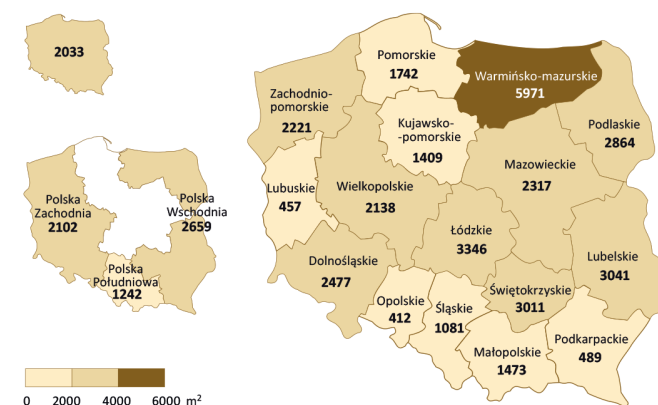 2033
Polska
Zachodnia
2102
Polska
Wschodnia
2659
Polska
Południowa
1242
Pomorskie
1742
Warmińsko-mazurskie
5971
Zachodnio-
pomorskie
2221
Kujawsko-
-pomorskie
1409
Podlaskie
2864
Mazowieckie
2317
Lubuskie
457
Wielkopolskie
2138
Łódzkie
3346
Lubelskie
3041
Dolnośląskie
2477
Świętokrzyskie
3011
Opolskie
412
Śląskie
1081
Małopolskie
1473
Podkarpackie
489
0 2000 4000 6000 m²